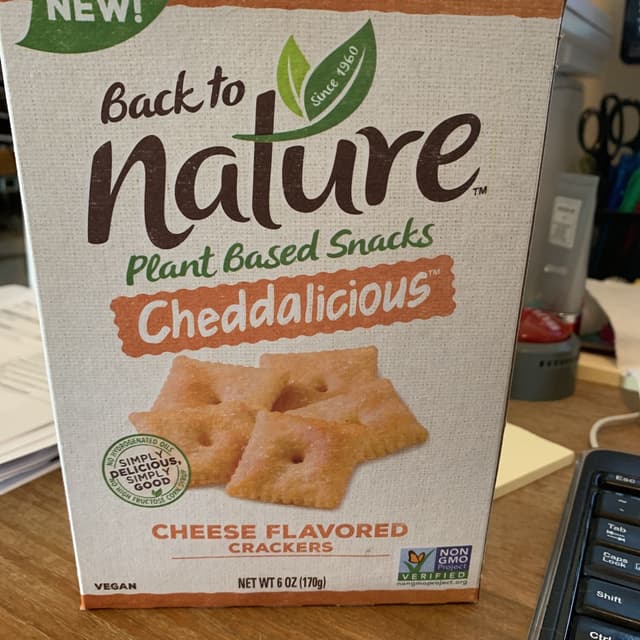 NEW!
Back to
nature™
Since 1960
Plant Based Snacks
Cheddalicious™
NO HYDROGENATED OILS
SIMPLY
DELICIOUS,
SIMPLY
GOOD
NO HIGH FRUCTOSE CORN SYRUP
CHEESE FLAVORED
CRACKERS
VEGAN
NET WT 6 OZ (170g)
NON
GMO
Project
VERIFIED
nongmoproject.org
Esc
Tab
Caps
Lock
Shift
Ctrl